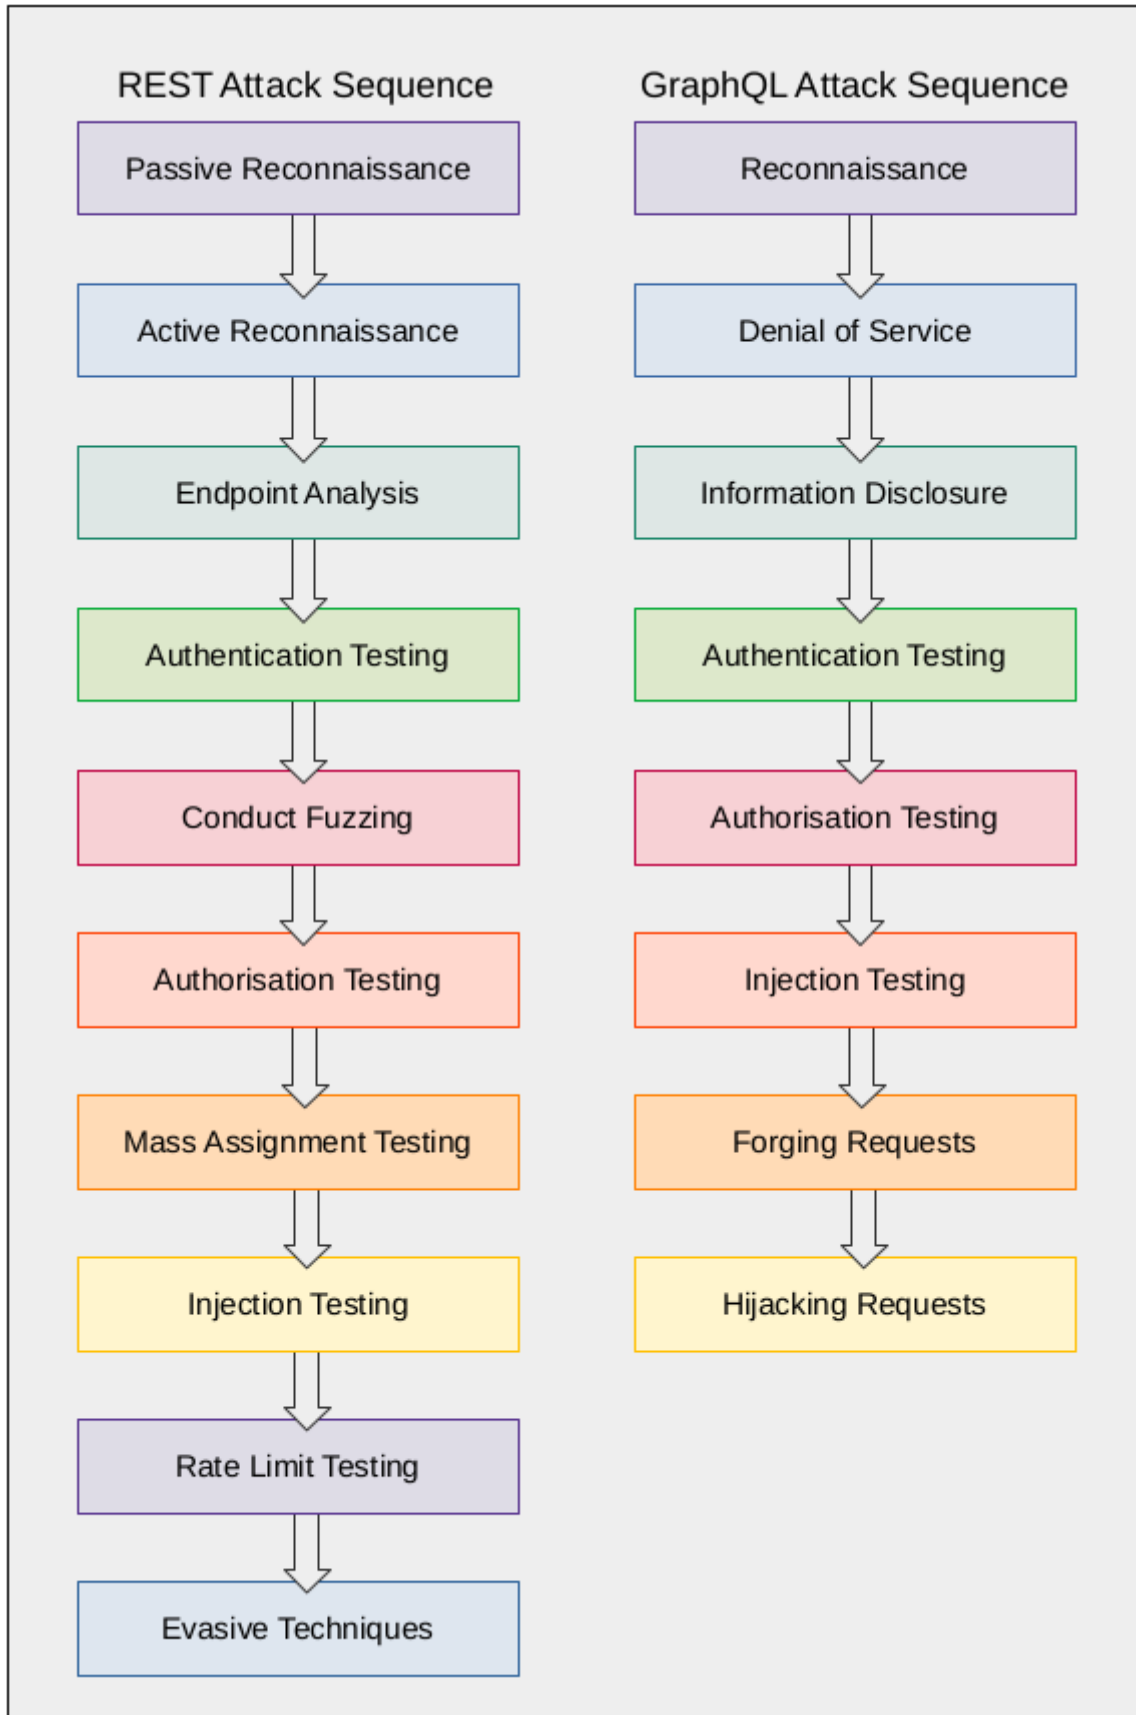 REST Attack Sequence
Passive Reconnaissance
Active Reconnaissance
Endpoint Analysis
Authentication Testing
Conduct Fuzzing
Authorisation Testing
Mass Assignment Testing
Injection Testing
Rate Limit Testing
Evasive Techniques
GraphQL Attack Sequence
Reconnaissance
Denial of Service
Information Disclosure
Authentication Testing
Authorisation Testing
Injection Testing
Forging Requests
Hijacking Requests